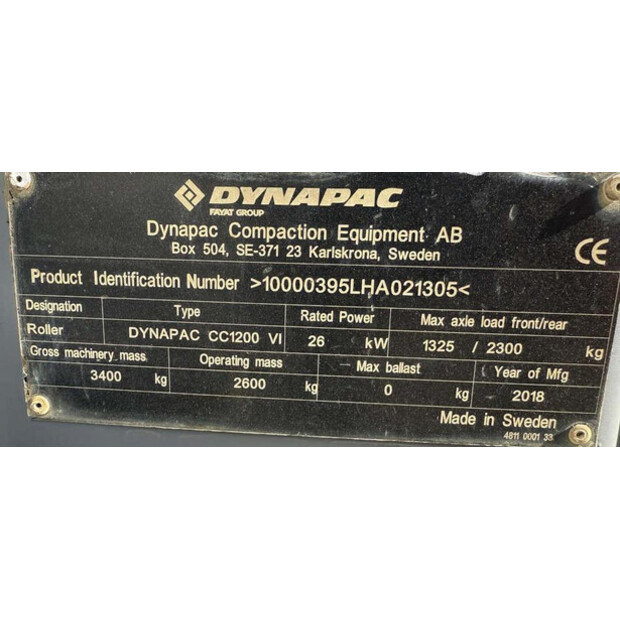 DYNAPAC
FAYAT GROUP
Dynapac Compaction Equipment AB
Box 504, SE-371 23 Karlskrona, Sweden
CE
Product Identification Number >10000395LHA021305<
Designation Type Rated Power Max axle load front/rear
Roller DYNAPAC CC1200 VI 26 kW 1325 / 2300 kg
Gross machinery mass Operating mass Max ballast Year of Mfg
3400 kg 2600 kg 0 kg 2018
Made in Sweden
4811 0001 33